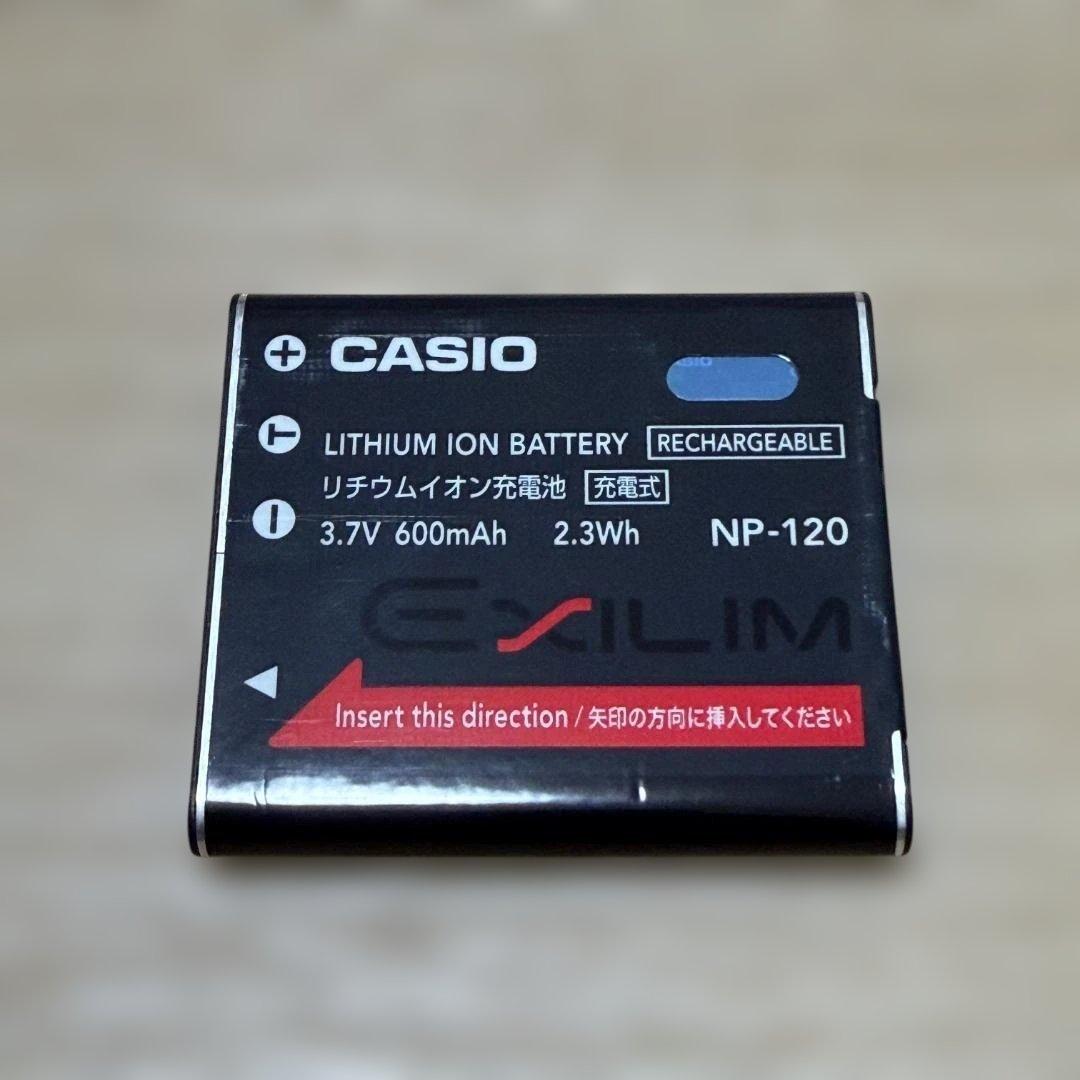 CASIO
LITHIUM ION BATTERY RECHARGEABLE
リチウムイオン充電池 充電式
3.7V 600mAh 2.3Wh NP-120
EXILIM
Insert this direction / 矢印の方向に挿入してください